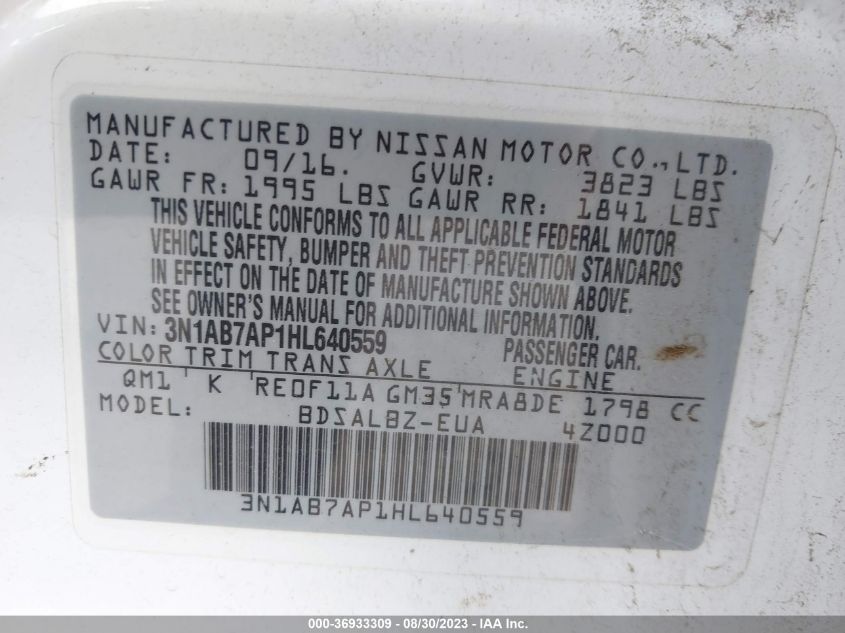 MANUFACTURED BY NISSAN MOTOR CO., LTD.
DATE: 09/16. GVWR: 3823 LBS
GAWR FR: 1995 LBS GAWR RR: 1841 LBS
THIS VEHICLE CONFORMS TO ALL APPLICABLE FEDERAL MOTOR
VEHICLE SAFETY, BUMPER AND THEFT PREVENTION STANDARDS
IN EFFECT ON THE DATE OF MANUFACTURE SHOWN ABOVE.
SEE OWNER'S MANUAL FOR ADDITIONAL INFORMATION.
VIN: 3N1AB7AP1HL640559 PASSENGER CAR.
COLOR TRIM TRANS AXLE ENGINE
QM1 K RE0F11A GM35 MRA8DE 1798 CC
MODEL: BDSALBZ-EUA 4Z000
3N1AB7AP1HL640559
000-36933309 - 08/30/2023 - IAA Inc.